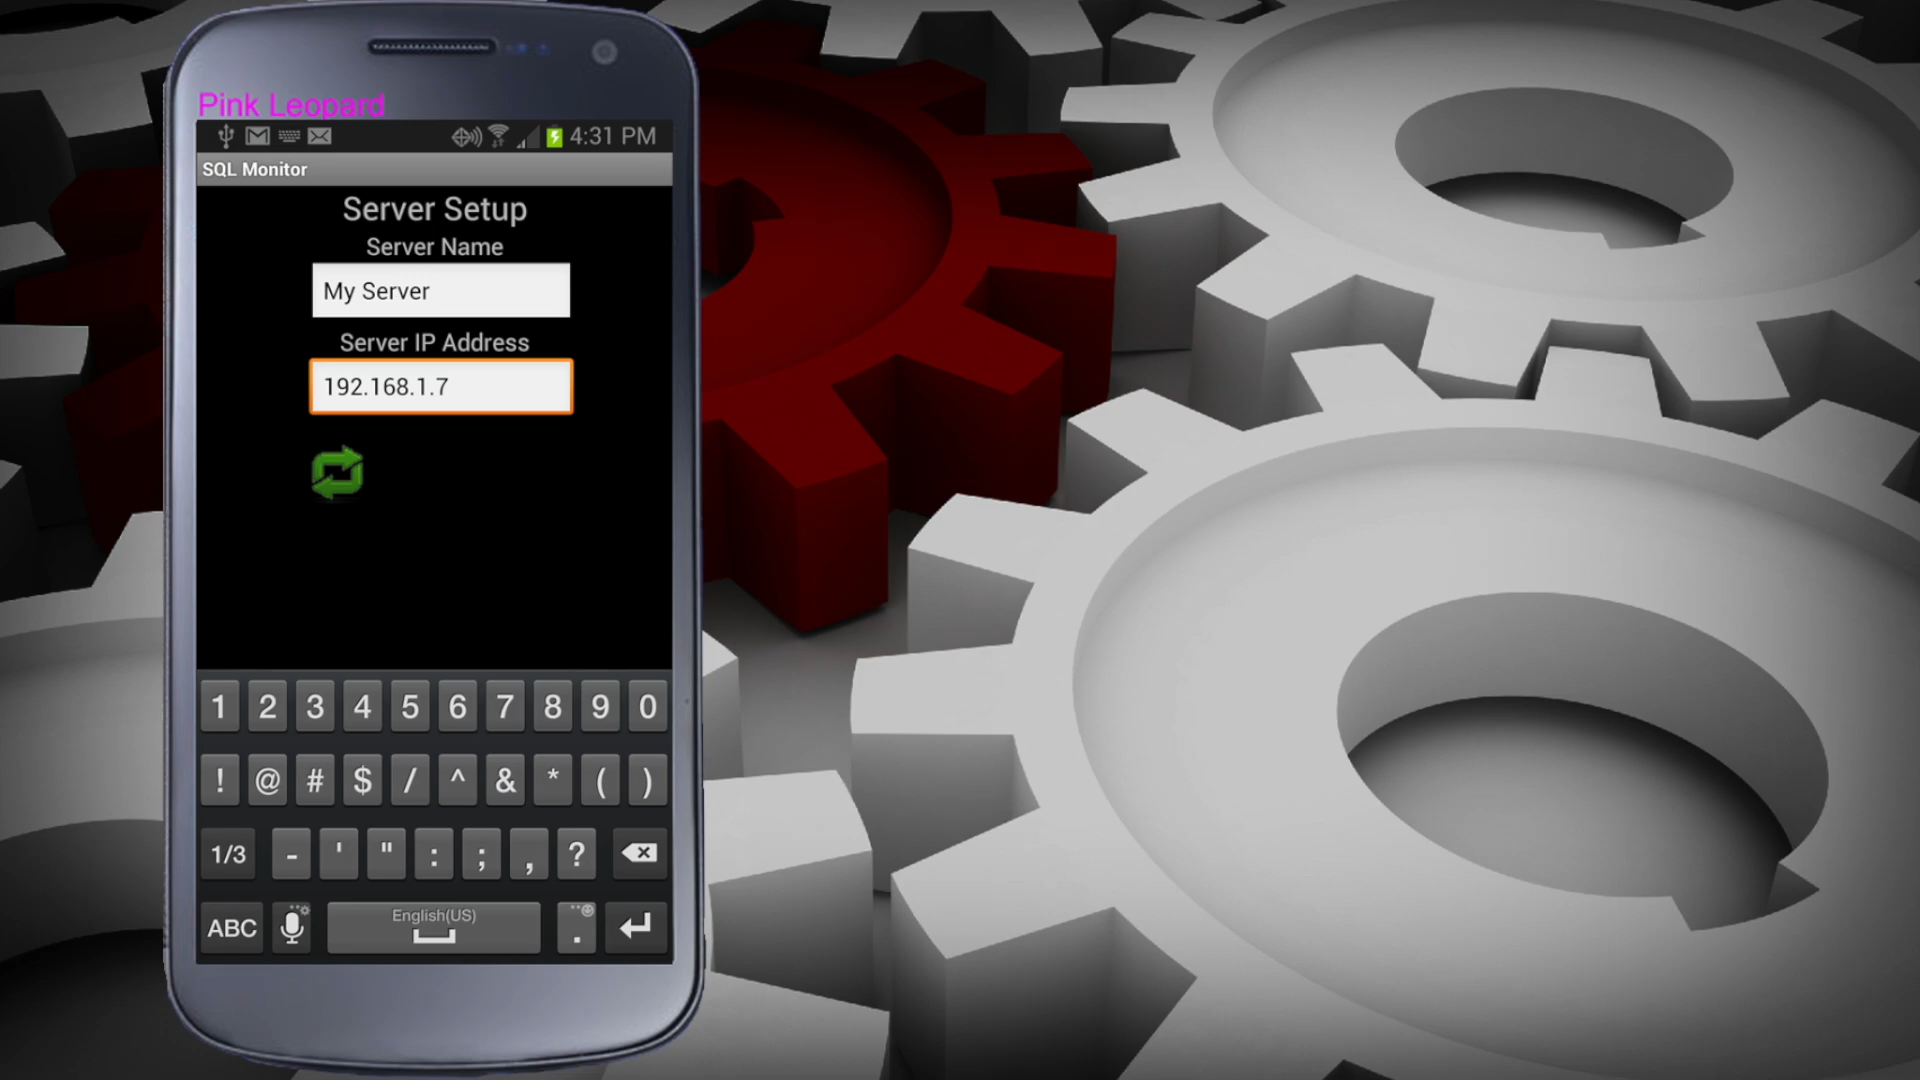 Pink Leopard
4:31 PM
SQL Monitor
Server Setup
Server Name
My Server
Server IP Address
192.168.1.7
1 2 3 4 5 6 7 8 9 0
! @ # $ / ^ & * ( )
1/3 - ' " : ; , ?
ABC English(US) .